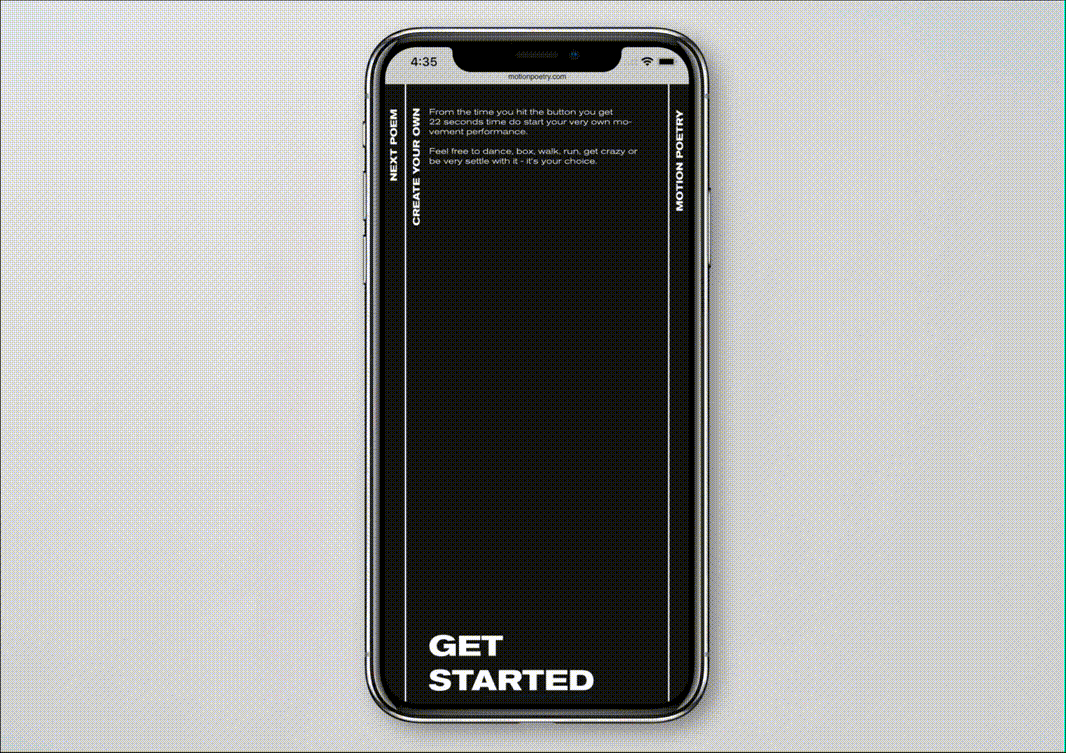 4:35
motionpoetry.com
NEXT POEM
CREATE YOUR OWN
From the time you hit the button you get
22 seconds time do start your very own mo-
vement performance.
Feel free to dance, box, walk, run, get crazy or
be very settle with it - it's your choice.
MOTION POETRY
GET
STARTED